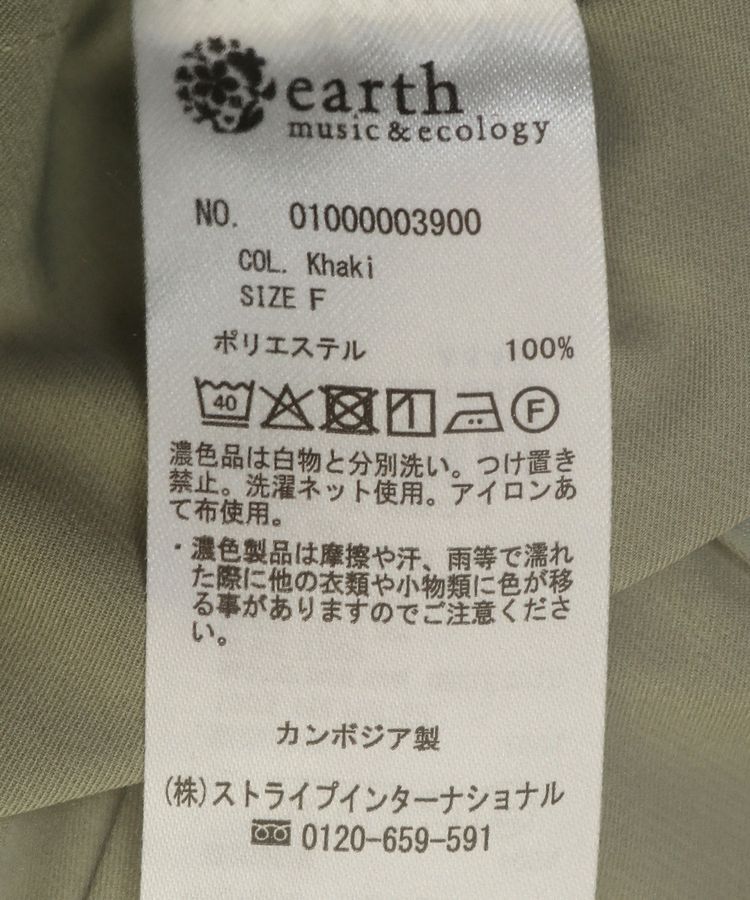 earth
music&ecology
NO. 01000003900
COL. Khaki
SIZE F
ポリエステル 100%
40
F
濃色品は白物と分別洗い。つけ置き
禁止。洗濯ネット使用。アイロンあ
て布使用。
・濃色製品は摩擦や汗、雨等で濡れ
た際に他の衣類や小物類に色が移
る事がありますのでご注意くださ
い。
カンボジア製
(株)ストライプインターナショナル
0120-659-591